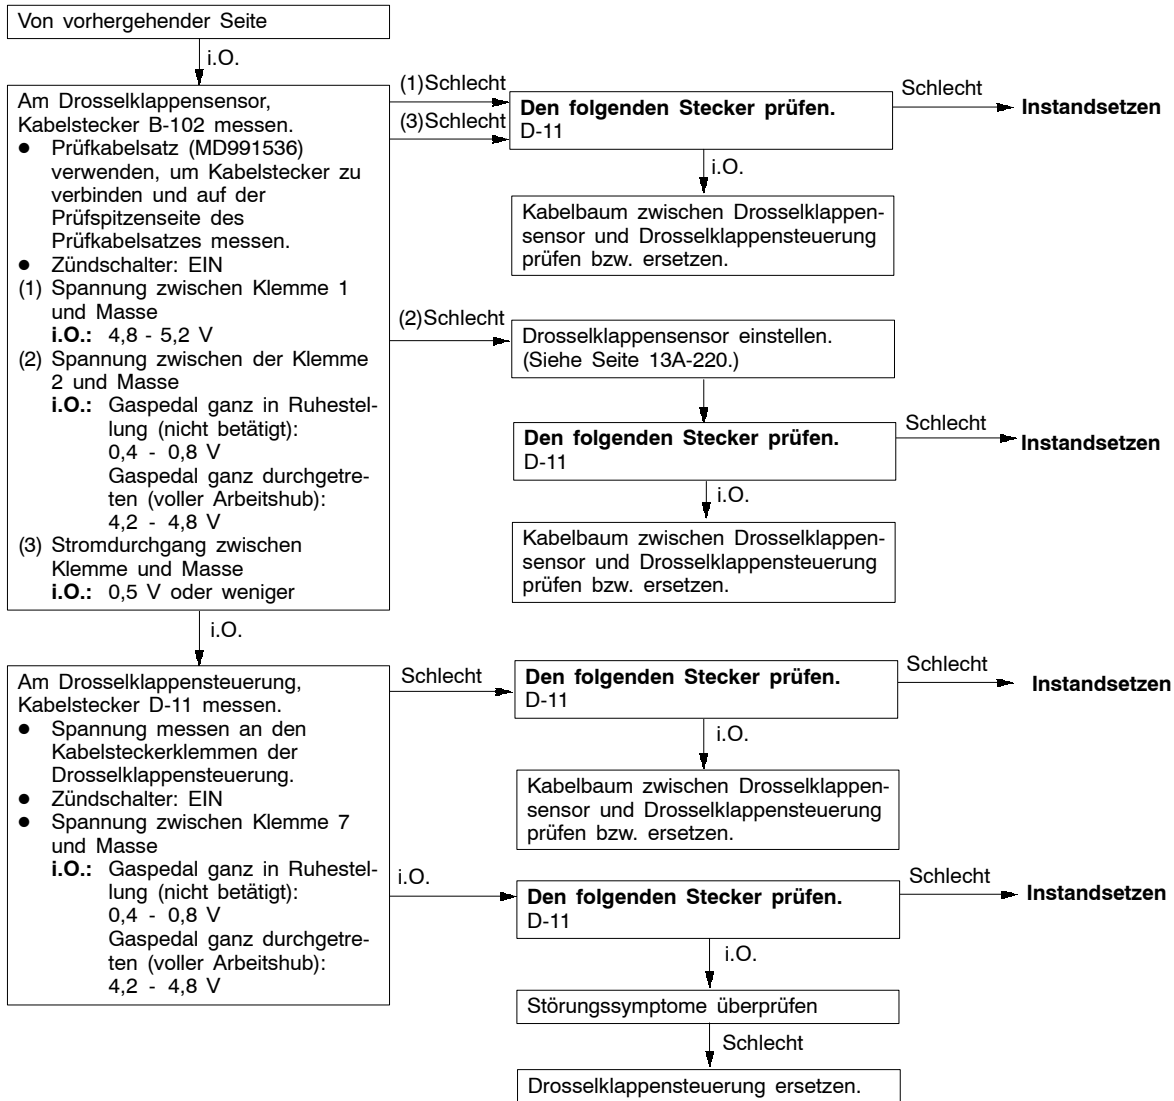 Von vorhergehender Seite
i.O.
Am Drosselklappensensor,
Kabelstecker B-102 messen.
● Prüfkabelsatz (MD991536)
verwenden, um Kabelstecker zu
verbinden und auf der
Prüfspitzenseite des
Prüfkabelsatzes messen.
● Zündschalter: EIN
(1) Spannung zwischen Klemme 1
und Masse
i.O.: 4,8 - 5,2 V
(2) Spannung zwischen der Klemme
2 und Masse
i.O.: Gaspedal ganz in Ruhestel-
lung (nicht betätigt):
0,4 - 0,8 V
Gaspedal ganz durchgetre-
ten (voller Arbeitshub):
4,2 - 4,8 V
(3) Stromdurchgang zwischen
Klemme und Masse
i.O.: 0,5 V oder weniger
(1)Schlecht
(3)Schlecht
Den folgenden Stecker prüfen.
D-11
Schlecht
Instandsetzen
i.O.
Kabelbaum zwischen Drosselklappen-
sensor und Drosselklappensteuerung
prüfen bzw. ersetzen.
(2)Schlecht
Drosselklappensensor einstellen.
(Siehe Seite 13A-220.)
Den folgenden Stecker prüfen.
D-11
Schlecht
Instandsetzen
i.O.
Kabelbaum zwischen Drosselklappen-
sensor und Drosselklappensteuerung
prüfen bzw. ersetzen.
i.O.
Am Drosselklappensteuerung,
Kabelstecker D-11 messen.
● Spannung messen an den
Kabelsteckerklemmen der
Drosselklappensteuerung.
● Zündschalter: EIN
● Spannung zwischen Klemme 7
und Masse
i.O.: Gaspedal ganz in Ruhestel-
lung (nicht betätigt):
0,4 - 0,8 V
Gaspedal ganz durchgetre-
ten (voller Arbeitshub):
4,2 - 4,8 V
Schlecht
Den folgenden Stecker prüfen.
D-11
Schlecht
Instandsetzen
i.O.
Kabelbaum zwischen Drosselklappen-
sensor und Drosselklappensteuerung
prüfen bzw. ersetzen.
i.O.
Den folgenden Stecker prüfen.
D-11
Schlecht
Instandsetzen
i.O.
Störungssymptome überprüfen
Schlecht
Drosselklappensteuerung ersetzen.